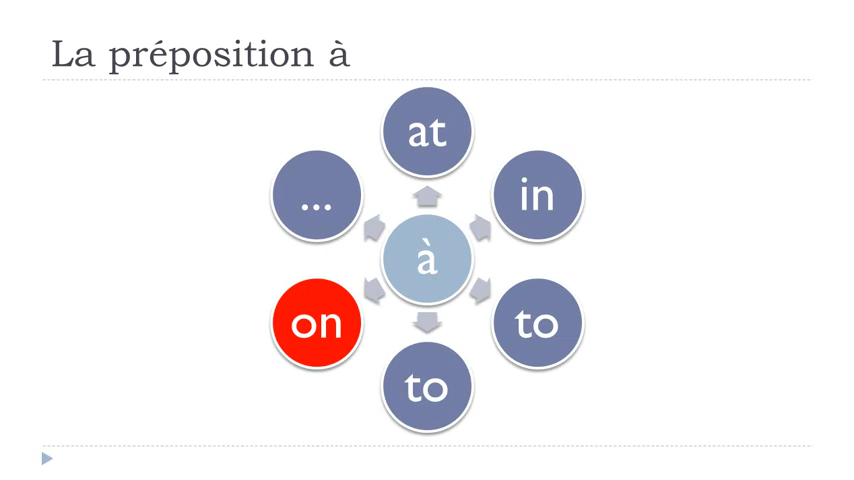 La préposition à
at
in
to
to
on
...
à